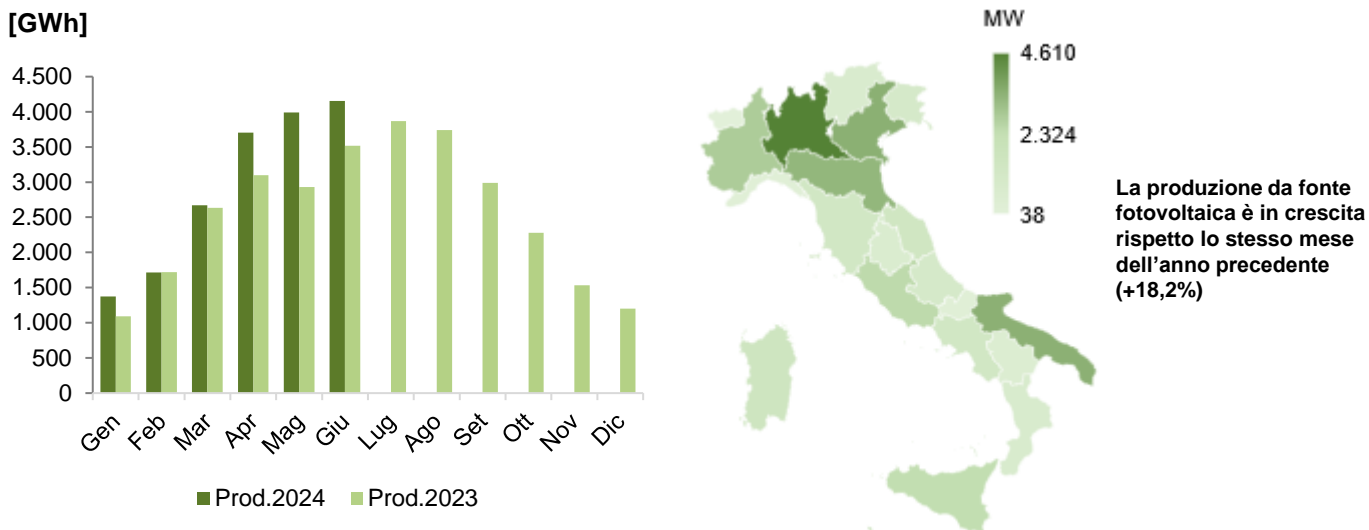 [GWh]
4.500
4.000
3.500
3.000
2.500
2.000
1.500
1.000
500
0
Gen
Feb
Mar
Apr
Mag
Giu
Lug
Ago
Set
Ott
Nov
Dic
Prod.2024
Prod.2023
MW
4.610
2.324
38
La produzione da fonte
fotovoltaica è in crescita
rispetto lo stesso mese
dell’anno precedente
(+18,2%)